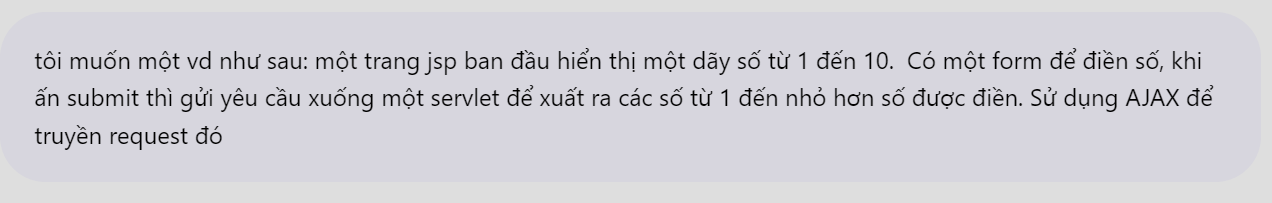 tôi muốn một vd như sau: một trang jsp ban đầu hiển thị một dãy số từ 1 đến 10.  Có một form để điền số, khi
ấn submit thì gửi yêu cầu xuống một servlet để xuất ra các số từ 1 đến nhỏ hơn số được điền. Sử dụng AJAX để
truyền request đó